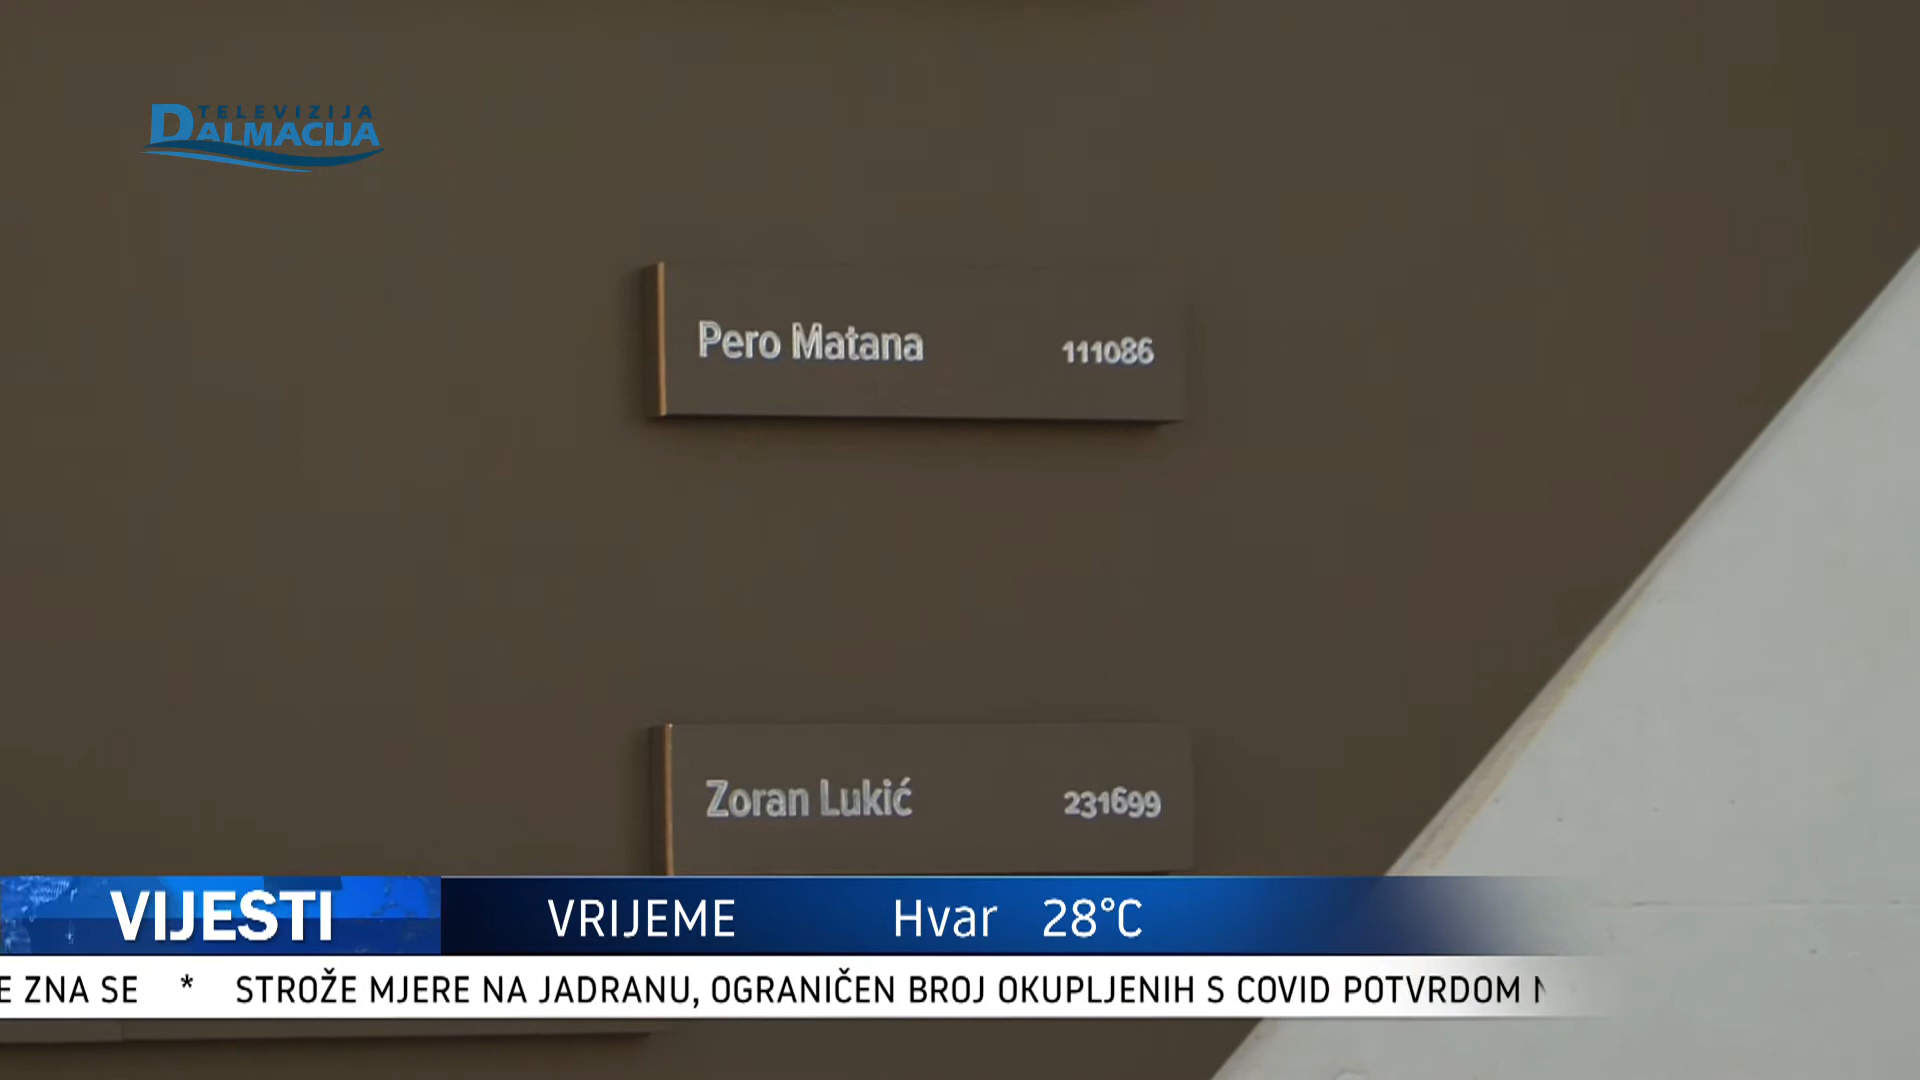 TELEVIZIJA
DALMACIJA
Pero Matana 111086
Zoran Lukić 231699
VIJESTI VRIJEME Hvar 28°C
E ZNA SE * STROŽE MJERE NA JADRANU, OGRANIČEN BROJ OKUPLJENIH S COVID POTVRDOM